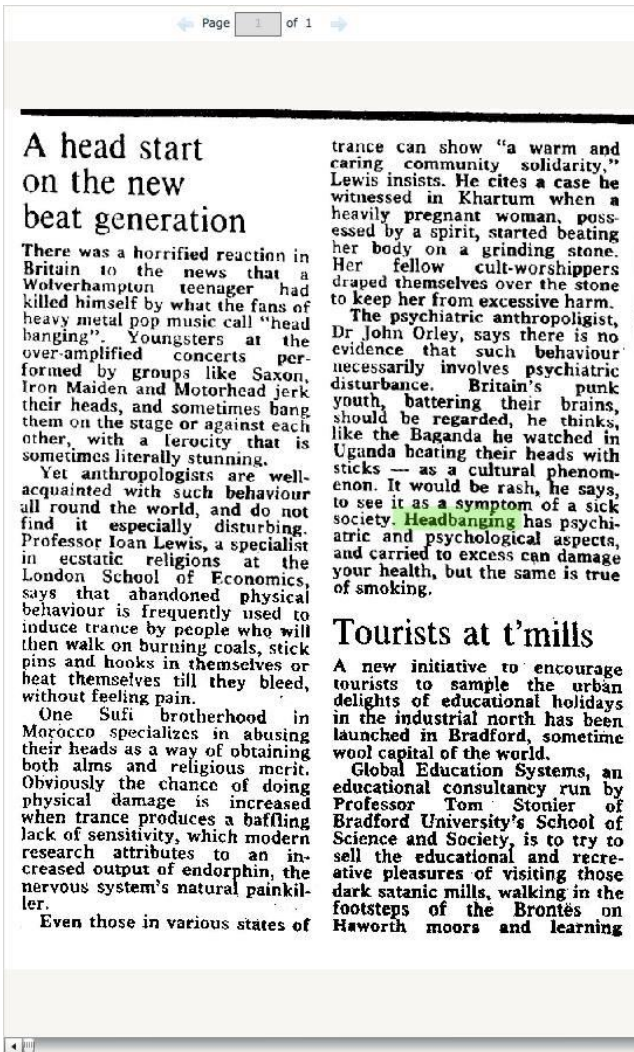 Page 1 of 1
A head start
on the new
beat generation
There was a horrified reaction in
Britain to the news that a
Wolverhampton teenager had
killed himself by what the fans of
heavy metal pop music call "head
banging". Youngsters at the
over-amplified concerts per-
formed by groups like Saxon,
Iron Maiden and Motorhead jerk
their heads, and sometimes bang
them on the stage or against each
other, with a ferocity that is
sometimes literally stunning.
Yet anthropologists are well-
acquainted with such behaviour
all round the world, and do not
find it especially disturbing.
Professor Ioan Lewis, a specialist
in ecstatic religions at the
London School of Economics,
says that abandoned physical
behaviour is frequently used to
induce trance by people who will
then walk on burning coals, stick
pins and hooks in themselves or
beat themselves till they bleed,
without feeling pain.
One Sufi brotherhood in
Morocco specializes in abusing
their heads as a way of obtaining
both alms and religious merit.
Obviously the chance of doing
physical damage is increased
when trance produces a baffling
lack of sensitivity, which modern
research attributes to an in-
creased output of endorphin, the
nervous system's natural painkil-
ler.
Even those in various states of
trance can show "a warm and
caring community solidarity,"
Lewis insists. He cites a case he
witnessed in Khartum when a
heavily pregnant woman, poss-
essed by a spirit, started beating
her body on a grinding stone.
Her fellow cult-worshippers
draped themselves over the stone
to keep her from excessive harm.
The psychiatric anthropoligist,
Dr John Orley, says there is no
evidence that such behaviour
necessarily involves psychiatric
disturbance. Britain's punk
youth, battering their brains,
should be regarded, he thinks,
like the Baganda he watched in
Uganda beating their heads with
sticks — as a cultural phenom-
enon. It would be rash, he says,
to see it as a symptom of a sick
society. Headbanging has psychi-
atric and psychological aspects,
and carried to excess can damage
your health, but the same is true
of smoking.
Tourists at t'mills
A new initiative to encourage
tourists to sample the urban
delights of educational holidays
in the industrial north has been
launched in Bradford, sometime
wool capital of the world.
Global Education Systems, an
educational consultancy run by
Professor Tom Stonier of
Bradford University's School of
Science and Society, is to try to
sell the educational and recre-
ative pleasures of visiting those
dark satanic mills, walking in the
footsteps of the Brontës on
Haworth moors and learning